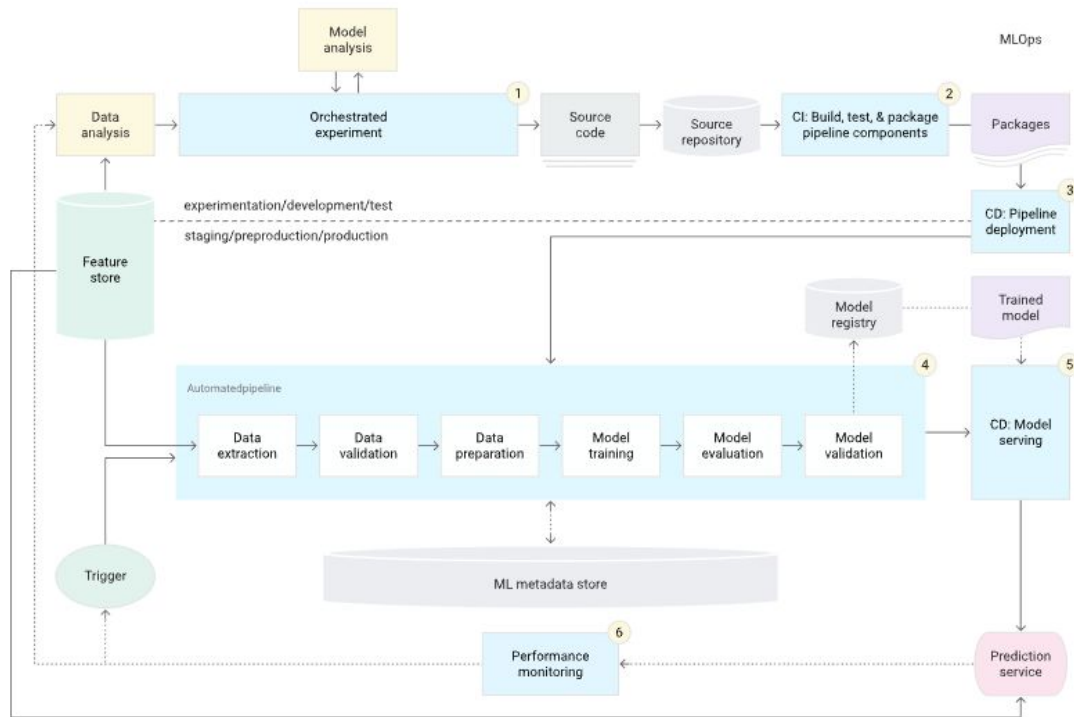 Model
analysis
MLOps
1
2
Data
analysis
Orchestrated
experiment
Source
code
Source
repository
CI: Build, test, & package
pipeline components
Packages
experimentation/development/test
staging/preproduction/production
3
CD: Pipeline
deployment
Feature
store
Model
registry
Trained
model
Automatedpipeline
4
5
Data
extraction
Data
validation
Data
preparation
Model
training
Model
evaluation
Model
validation
CD: Model
serving
Trigger
ML metadata store
6
Performance
monitoring
Prediction
service